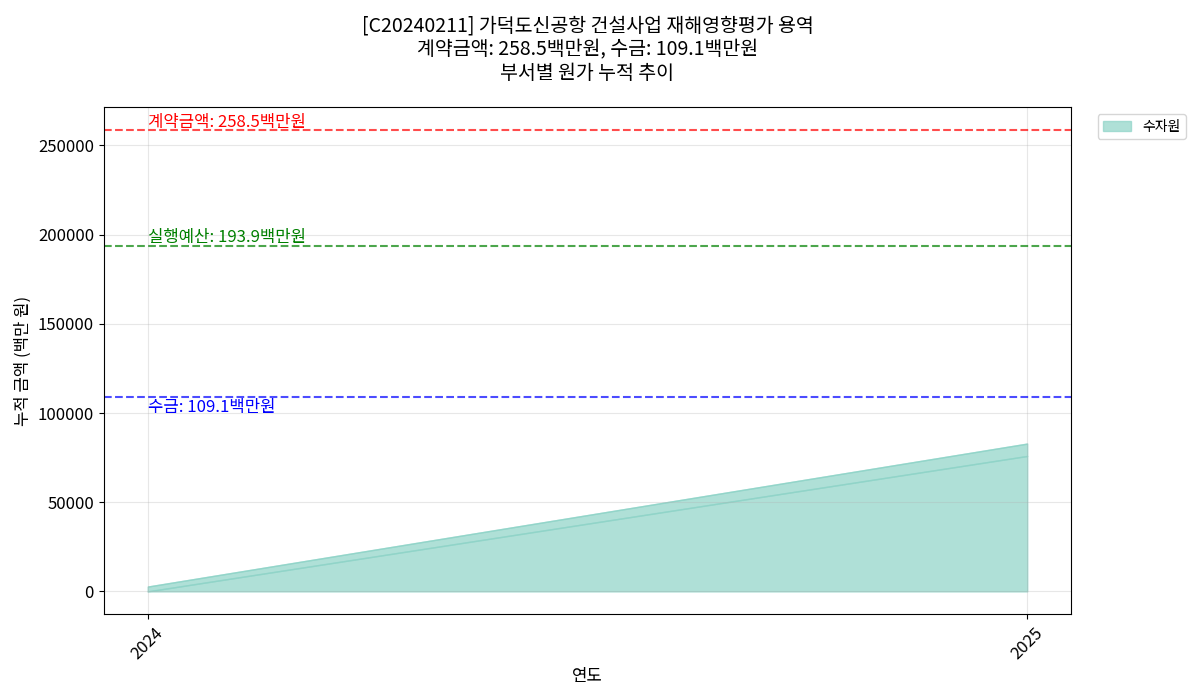 [C20240211] 가덕도신공항 건설사업 재해영향평가 용역
계약금액: 258.5백만원, 수금: 109.1백만원
부서별 원가 누적 추이
계약금액: 258.5백만원
수자원
250000
실행예산: 193.9백만원
200000
150000
수금: 109.1백만원
100000
50000
0
누적 금액 (백만 원)
2024
2025
연도